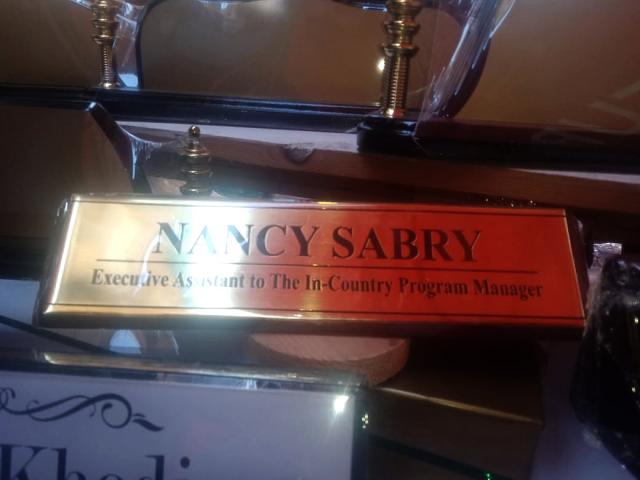 NANCY SABRY
Executive Assistant to The In-Country Program Manager